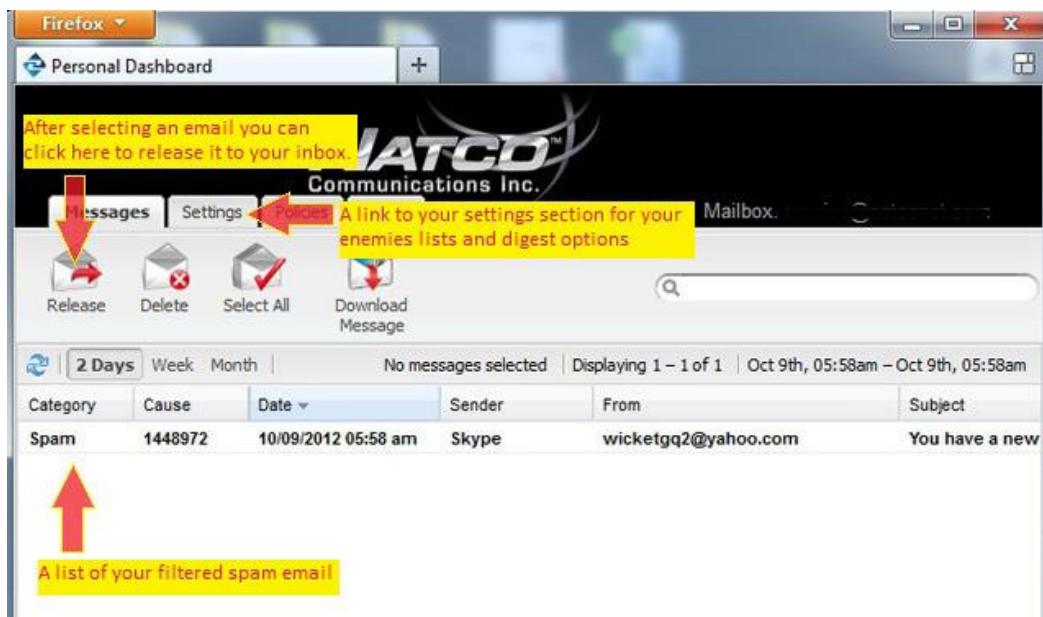 Firefox
Personal Dashboard
+
After selecting an email you can
click here to release it to your inbox.
NATCO™
Communications Inc.
Messages Settings Policies
A link to your settings section for your
enemies lists and digest options
Mailbox:
Release Delete Select All Download
Message
2 Days Week Month No messages selected Displaying 1 – 1 of 1 Oct 9th, 05:58am – Oct 9th, 05:58am
Category Cause Date Sender From Subject
Spam 1448972 10/09/2012 05:58 am Skype wicketgq2@yahoo.com You have a new
A list of your filtered spam email